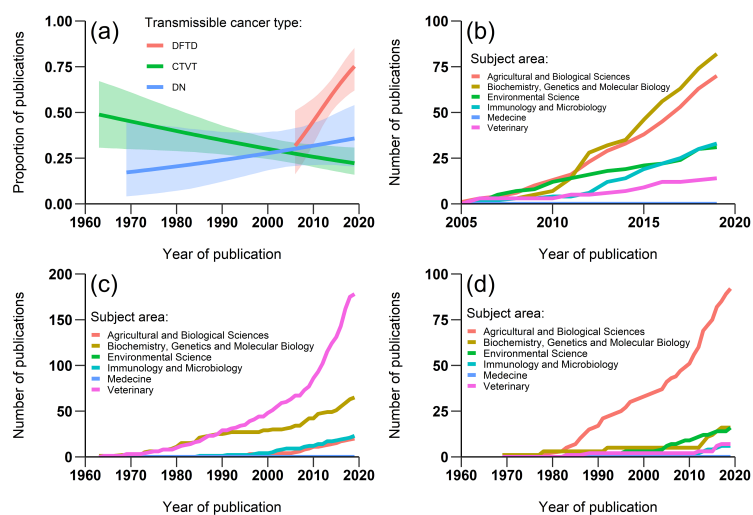 (a)
Transmissible cancer type:
DFTD
CTVT
DN
Proportion of publications
1.00
0.75
0.50
0.25
0.00
1960 1970 1980 1990 2000 2010 2020
Year of publication
(b)
Subject area:
Agricultural and Biological Sciences
Biochemistry, Genetics and Molecular Biology
Environmental Science
Immunology and Microbiology
Medecine
Veterinary
Number of publications
100
75
50
25
0
2005 2010 2015 2020
Year of publication
(c)
Subject area:
Agricultural and Biological Sciences
Biochemistry, Genetics and Molecular Biology
Environmental Science
Immunology and Microbiology
Medecine
Veterinary
Number of publications
200
150
100
50
0
1960 1970 1980 1990 2000 2010 2020
Year of publication
(d)
Subject area:
Agricultural and Biological Sciences
Biochemistry, Genetics and Molecular Biology
Environmental Science
Immunology and Microbiology
Medecine
Veterinary
Number of publications
100
75
50
25
0
1960 1970 1980 1990 2000 2010 2020
Year of publication